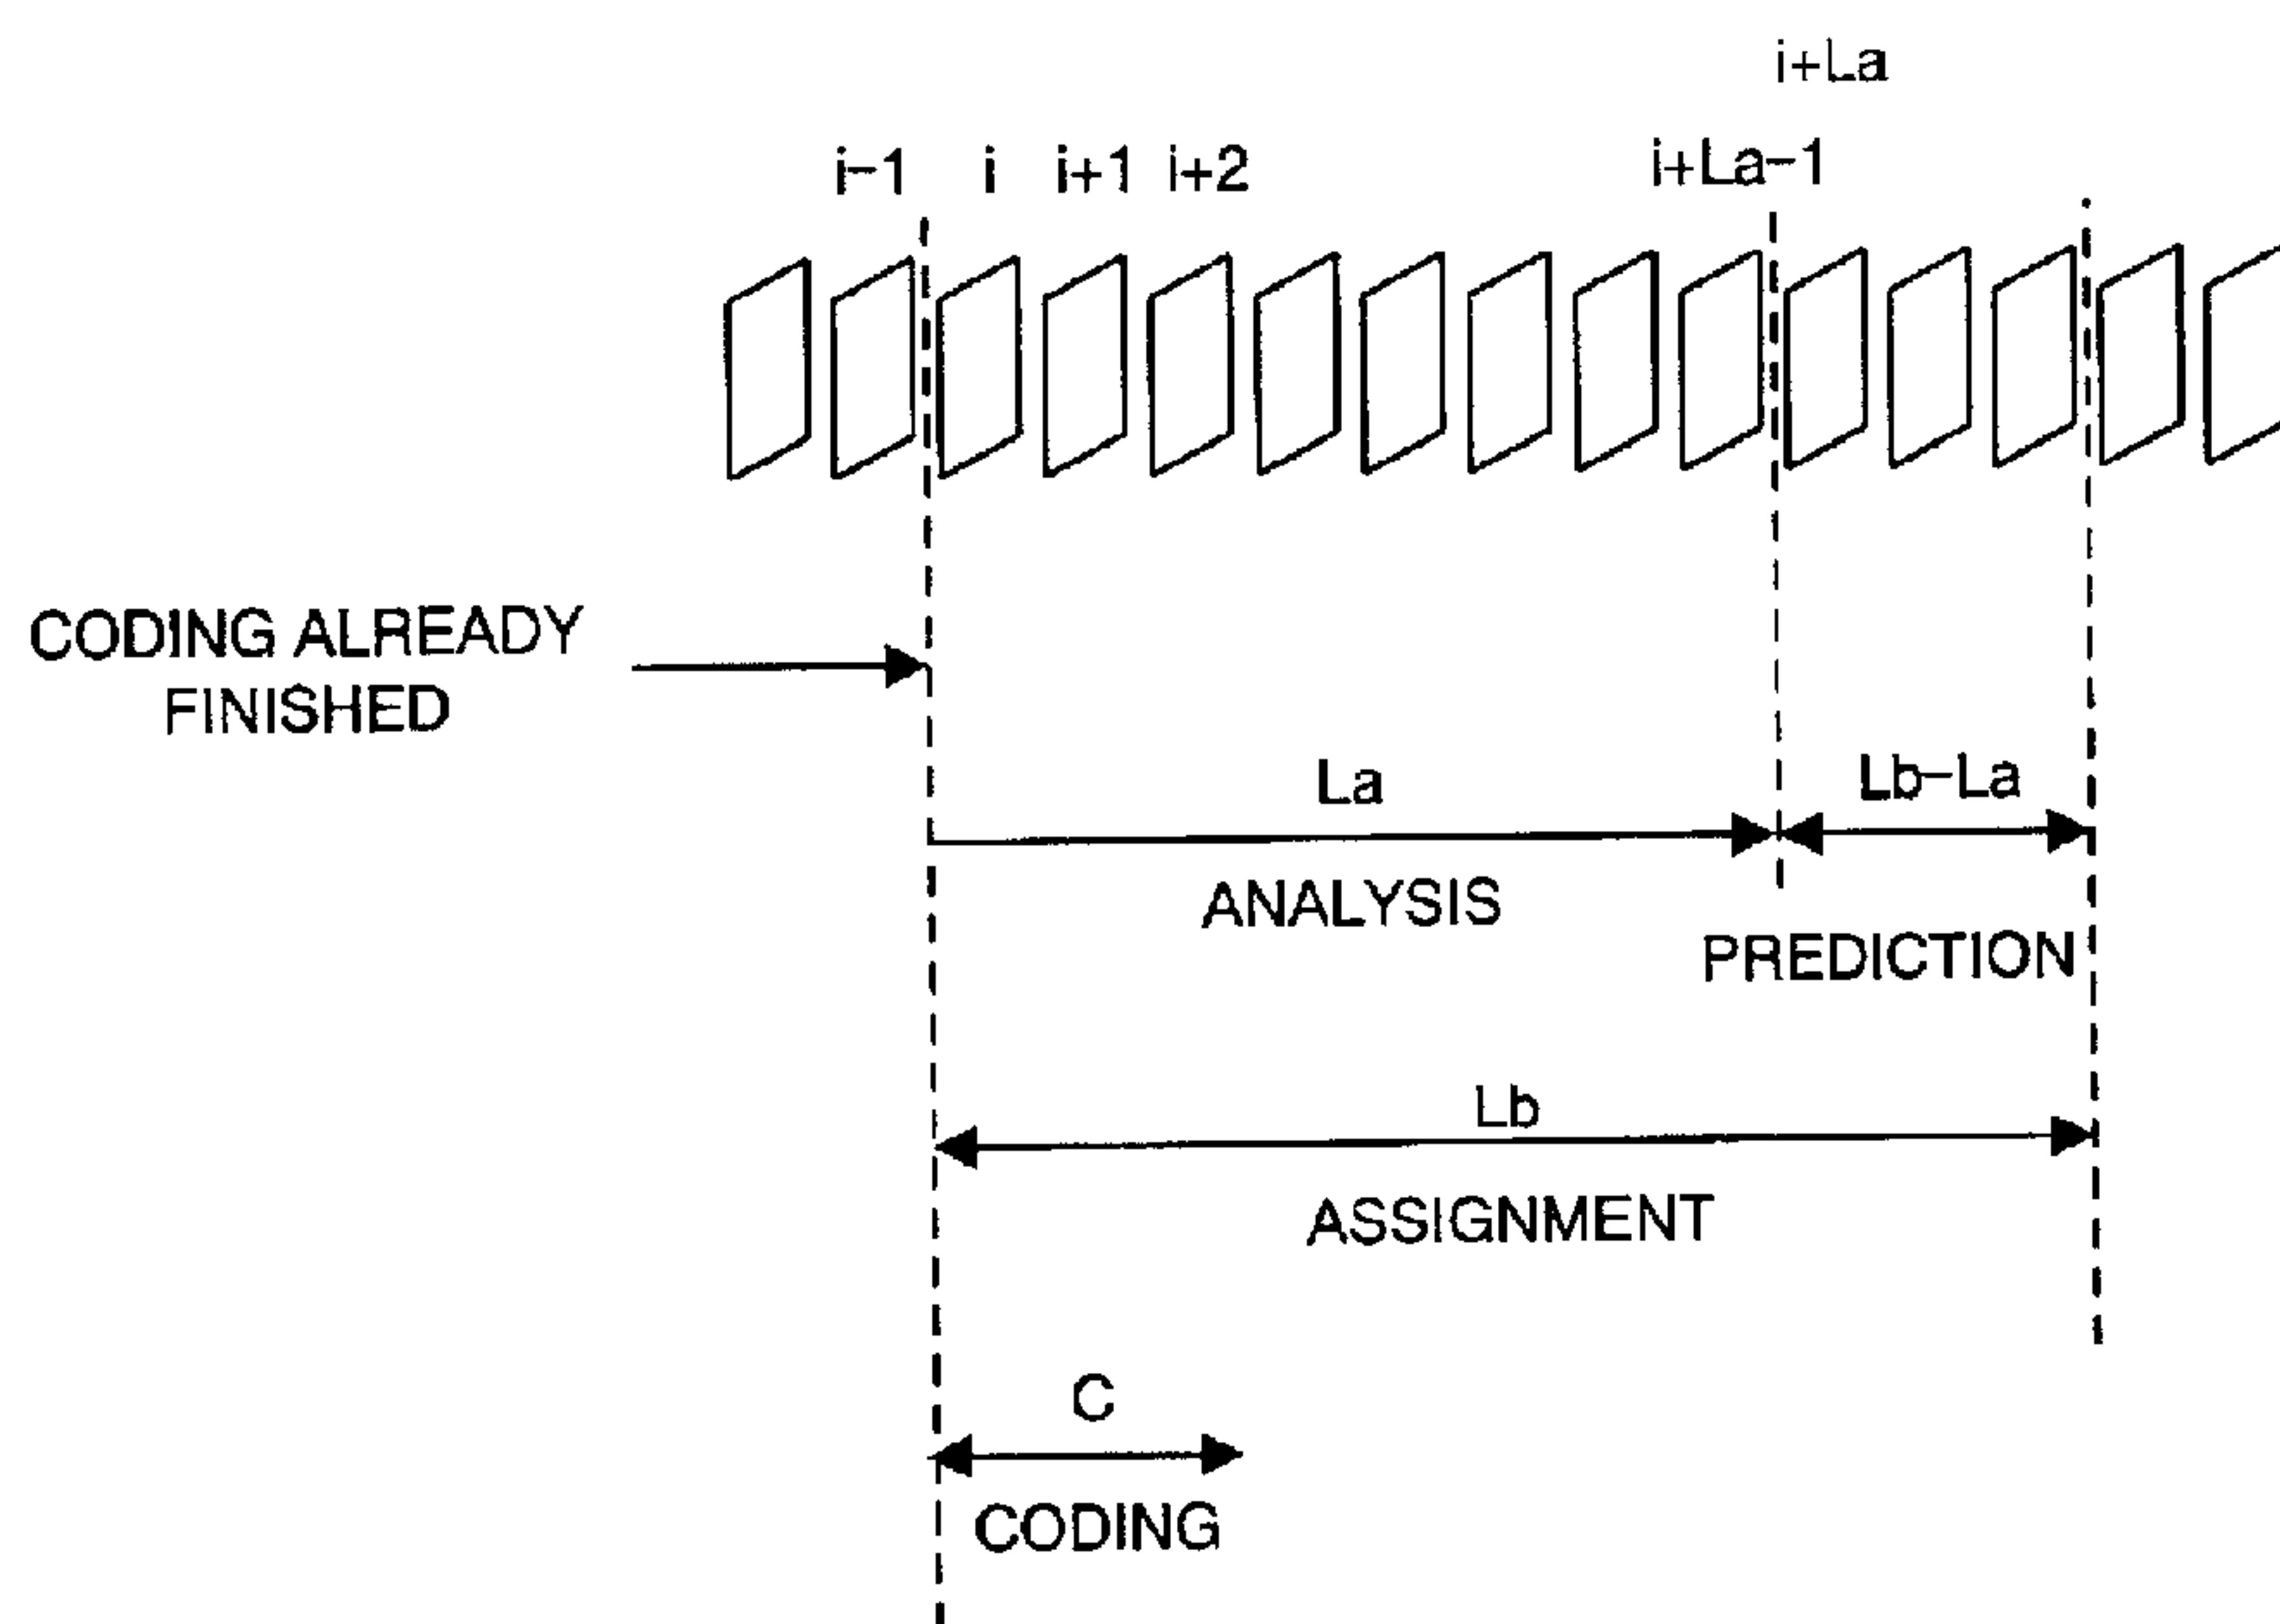 i+La
i−1 i i+1 i+2 i+La−1
CODING ALREADY
FINISHED
La
Lb−La
ANALYSIS
PREDICTION
Lb
ASSIGNMENT
C
CODING